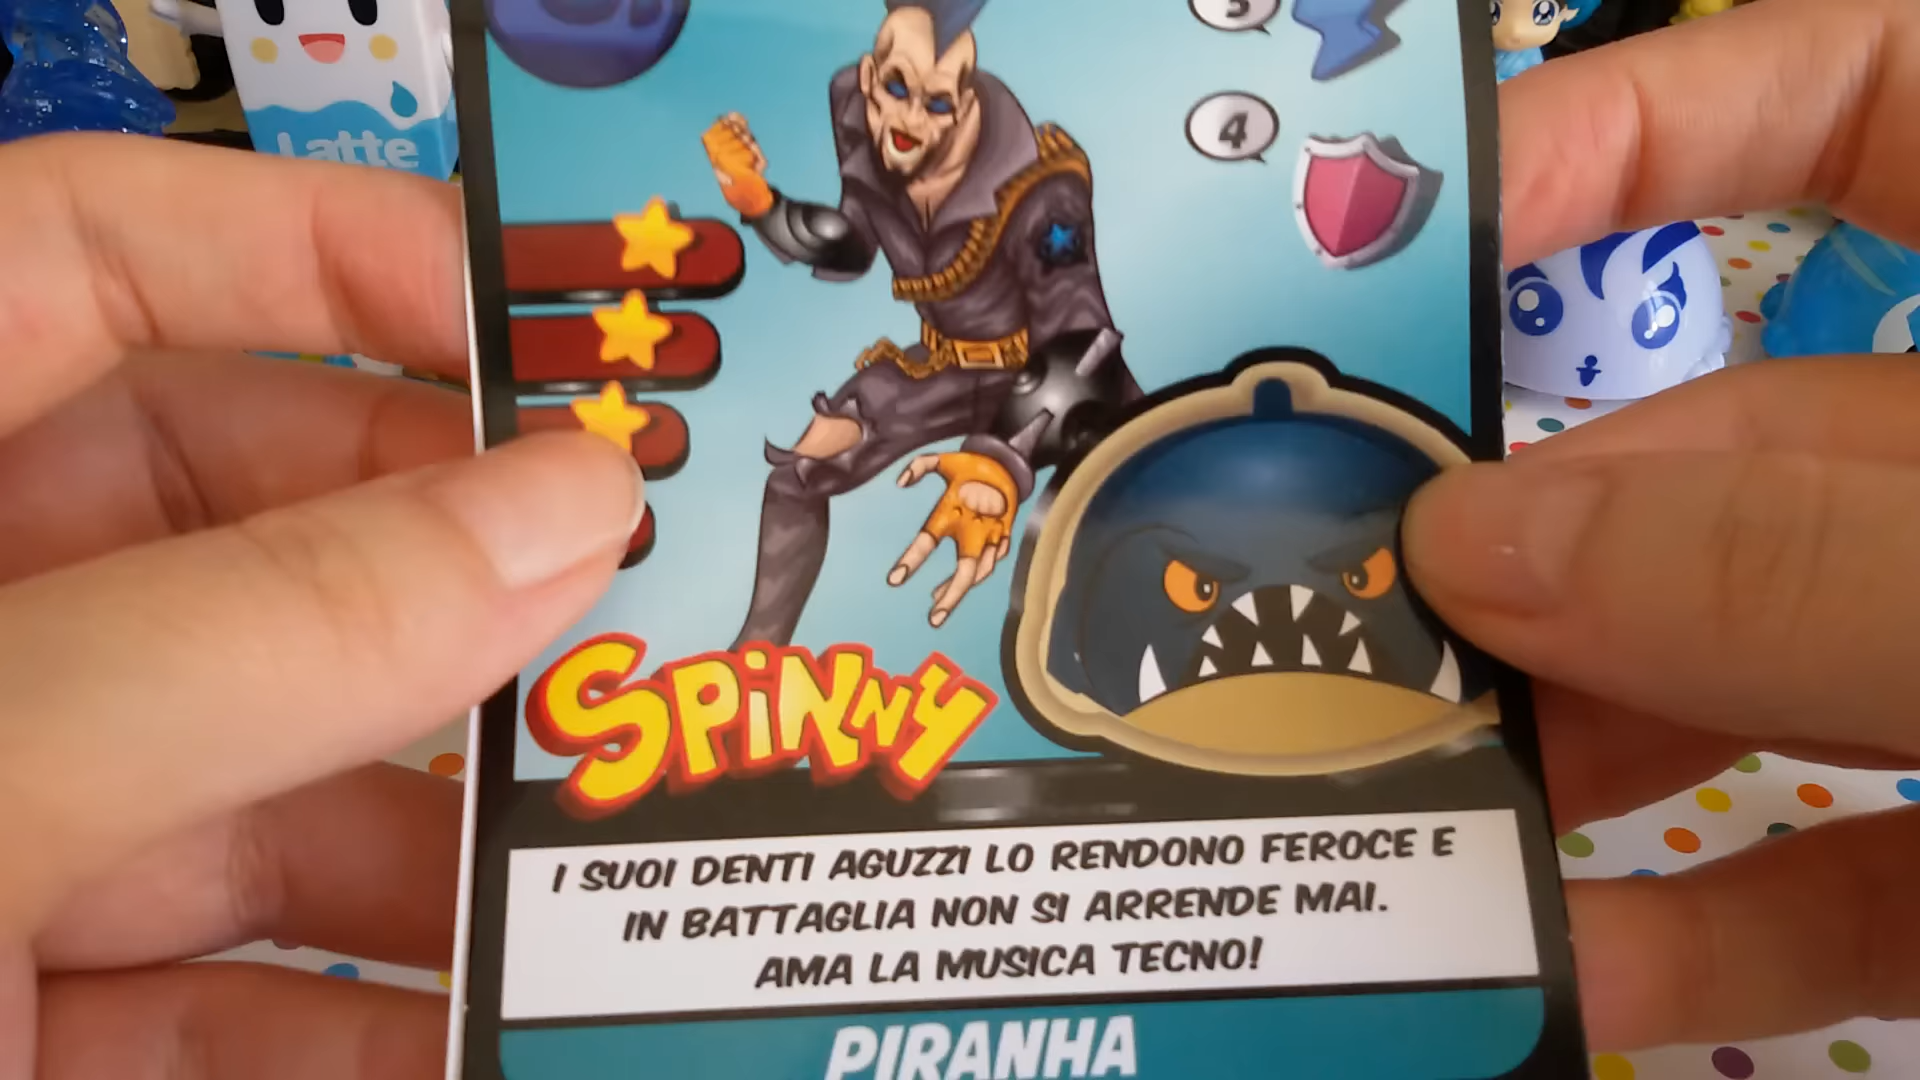 Latte
3
4
SPINNY
I SUOI DENTI AGUZZI LO RENDONO FEROCE E
IN BATTAGLIA NON SI ARRENDE MAI.
AMA LA MUSICA TECNO!
PIRANHA